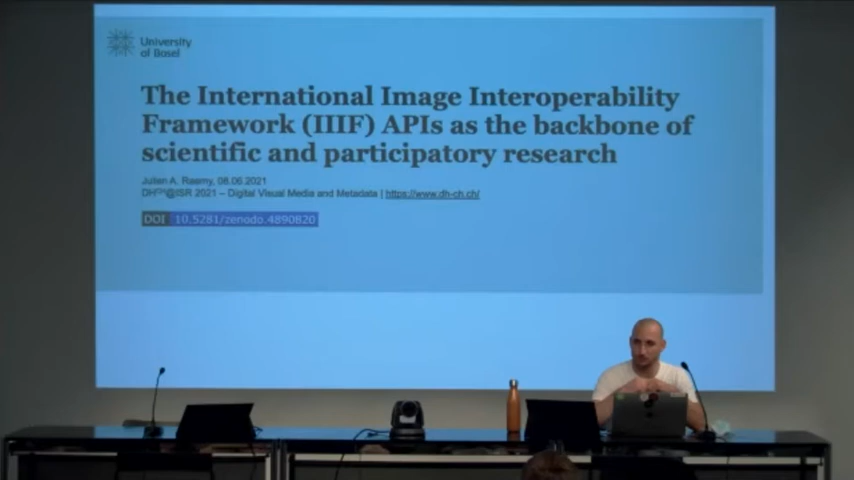 University
of Basel
The International Image Interoperability
Framework (IIIF) APIs as the backbone of
scientific and participatory research
Julien A. Raemy, 08.06.2021
2021 – Digital Visual Media and Metadata | https://www.dh-ch.ch/
DOI 10.5281/zenodo.4890820